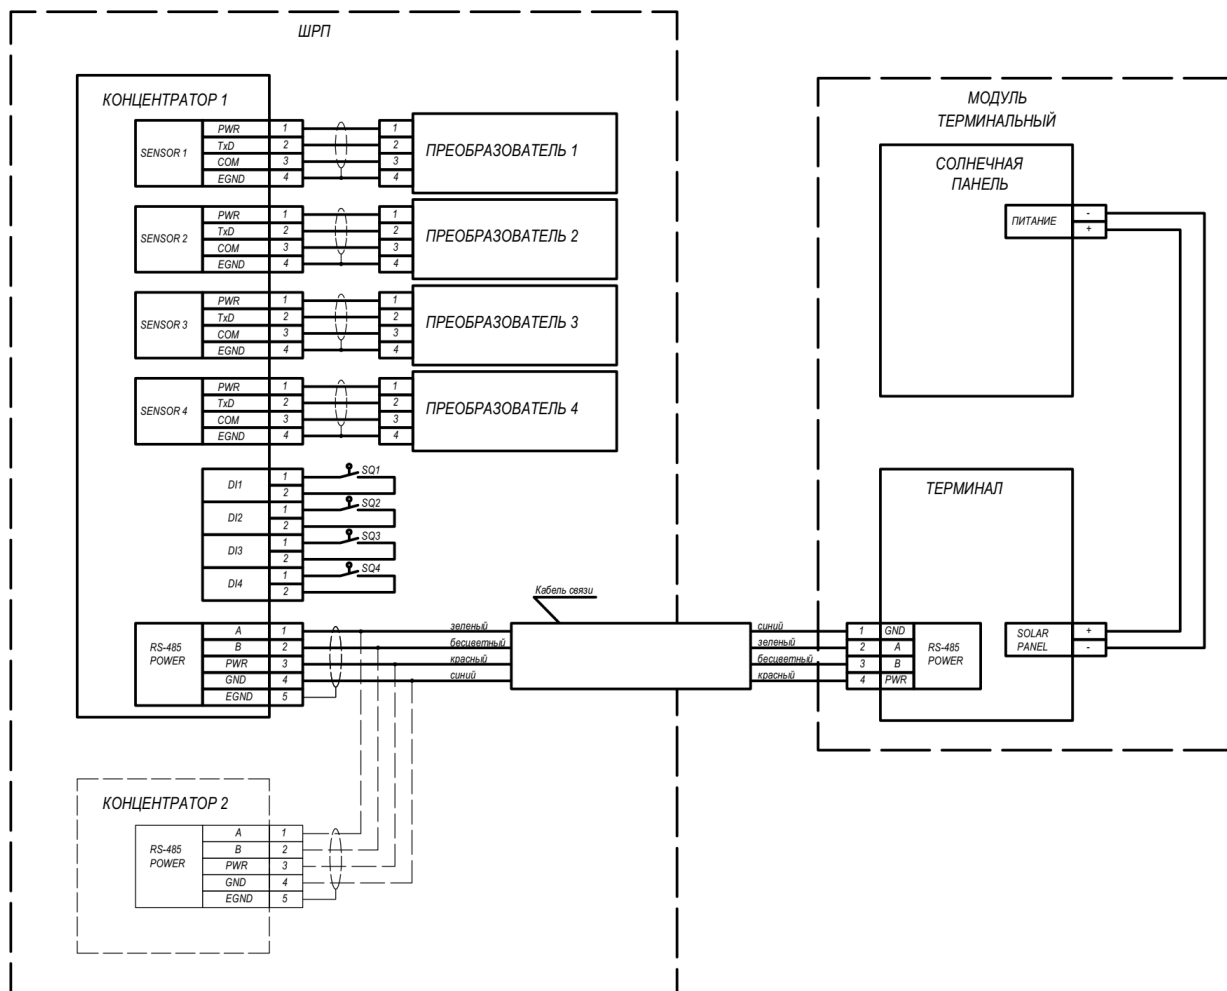 ШРП
КОНЦЕНТРАТОР 1
SENSOR 1
PWR 1
TxD 2
COM 3
EGND 4
1
2
3
4
ПРЕОБРАЗОВАТЕЛЬ 1
SENSOR 2
PWR 1
TxD 2
COM 3
EGND 4
1
2
3
4
ПРЕОБРАЗОВАТЕЛЬ 2
SENSOR 3
PWR 1
TxD 2
COM 3
EGND 4
1
2
3
4
ПРЕОБРАЗОВАТЕЛЬ 3
SENSOR 4
PWR 1
TxD 2
COM 3
EGND 4
1
2
3
4
ПРЕОБРАЗОВАТЕЛЬ 4
DI1
1
2
SQ1
DI2
1
2
SQ2
DI3
1
2
SQ3
DI4
1
2
SQ4
RS-485
POWER
A 1
B 2
PWR 3
GND 4
EGND 5
зеленый
бесцветный
красный
синий
Кабель связи
КОНЦЕНТРАТОР 2
RS-485
POWER
A 1
B 2
PWR 3
GND 4
EGND 5
МОДУЛЬ
ТЕРМИНАЛЬНЫЙ
СОЛНЕЧНАЯ
ПАНЕЛЬ
ПИТАНИЕ
-
+
ТЕРМИНАЛ
синий
зеленый
бесцветный
красный
1 GND
2 A
3 B
4 PWR
RS-485
POWER
SOLAR
PANEL
+
-